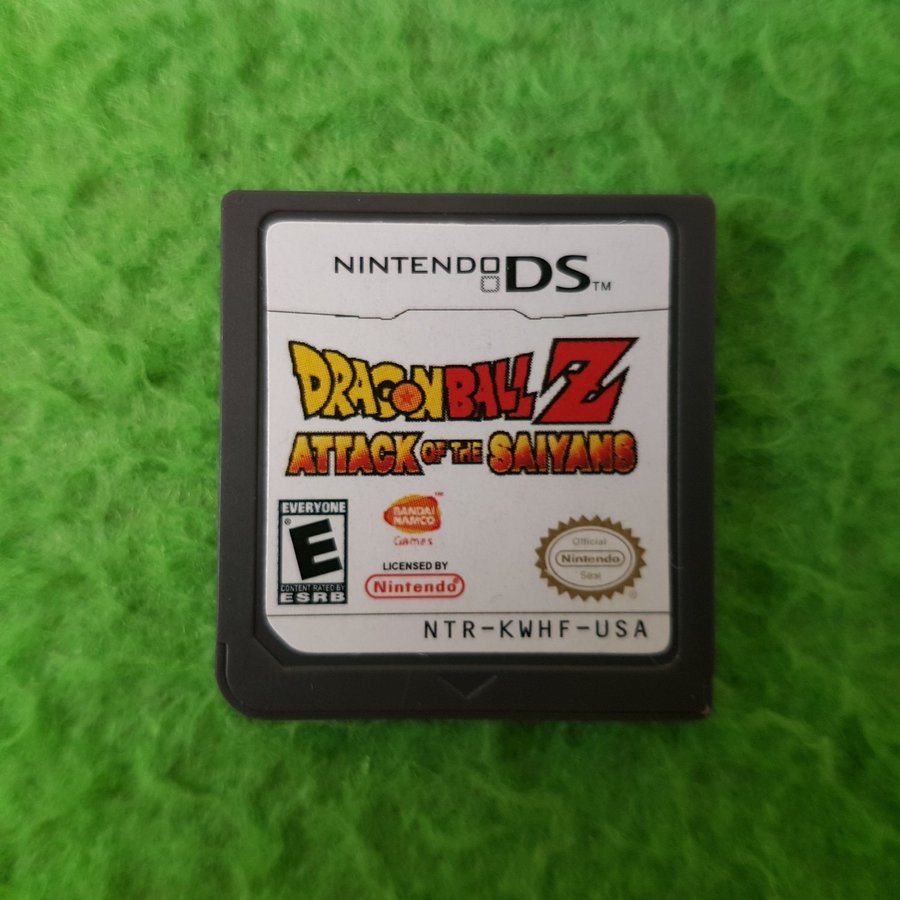 NINTENDO DS™
DRAGON BALL Z
ATTACK OF THE SAIYANS
EVERYONE
®
E
CONTENT RATED BY
ESRB
™
BANDAI
NAMCO
Games
LICENSED BY
Nintendo®
Official
Nintendo
Seal
®
NTR-KWHF-USA